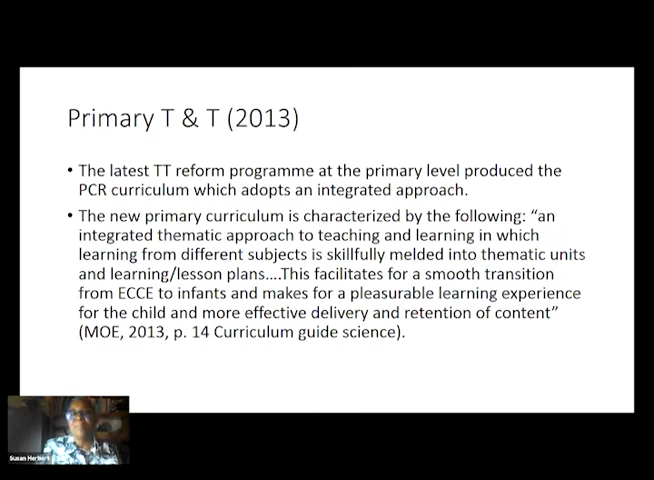 Primary T & T (2013)
• The latest TT reform programme at the primary level produced the
PCR curriculum which adopts an integrated approach.
• The new primary curriculum is characterized by the following: “an
integrated thematic approach to teaching and learning in which
learning from different subjects is skillfully melded into thematic units
and learning/lesson plans....This facilitates for a smooth transition
from ECCE to infants and makes for a pleasurable learning experience
for the child and more effective delivery and retention of content”
(MOE, 2013, p. 14 Curriculum guide science).
Susan Herbert